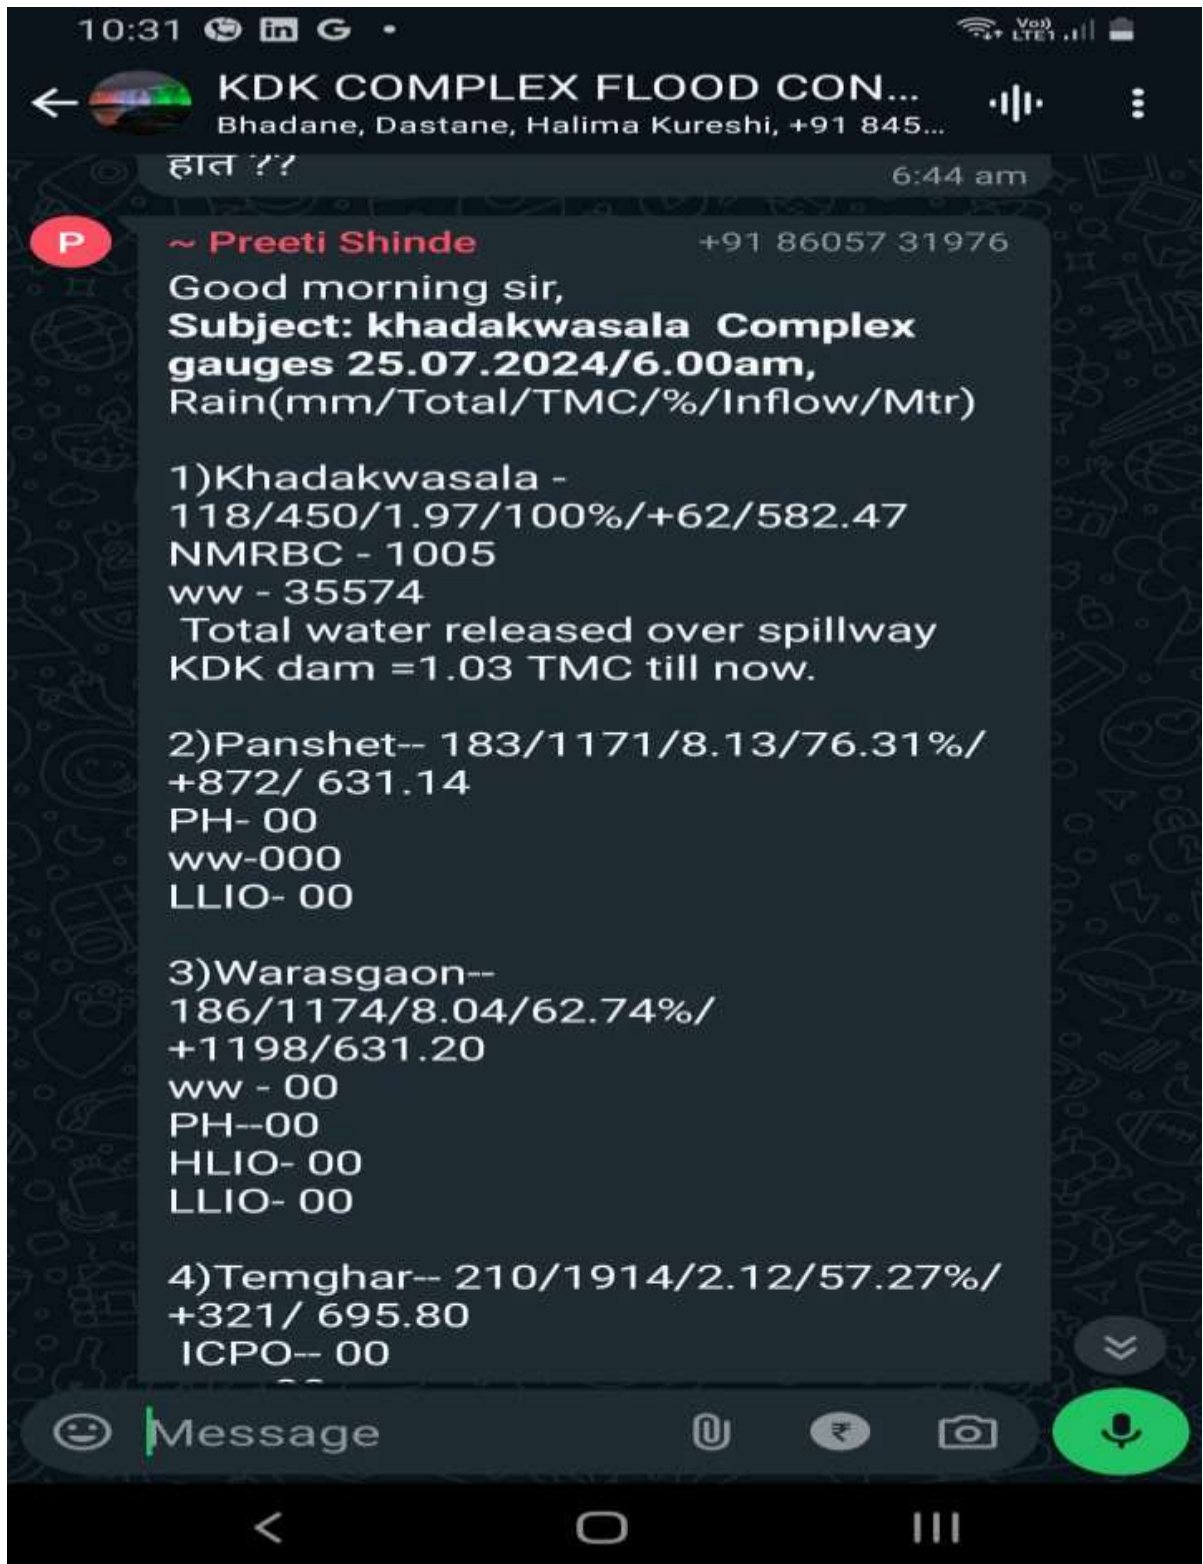 10:31
Vo))
LTE1
KDK COMPLEX FLOOD CON...
Bhadane, Dastane, Halima Kureshi, +91 845...
6:44 am
P
~ Preeti Shinde +91 86057 31976
Good morning sir,
Subject: khadakwasala Complex
gauges 25.07.2024/6.00am,
Rain(mm/Total/TMC/%/Inflow/Mtr)
1)Khadakwasala -
118/450/1.97/100%/+62/582.47
NMRBC - 1005
ww - 35574
Total water released over spillway
KDK dam =1.03 TMC till now.
2)Panshet-- 183/1171/8.13/76.31%/
+872/ 631.14
PH- 00
ww-000
LLIO- 00
3)Warasgaon--
186/1174/8.04/62.74%/
+1198/631.20
ww - 00
PH--00
HLIO- 00
LLIO- 00
4)Temghar-- 210/1914/2.12/57.27%/
+321/ 695.80
ICPO-- 00
Message